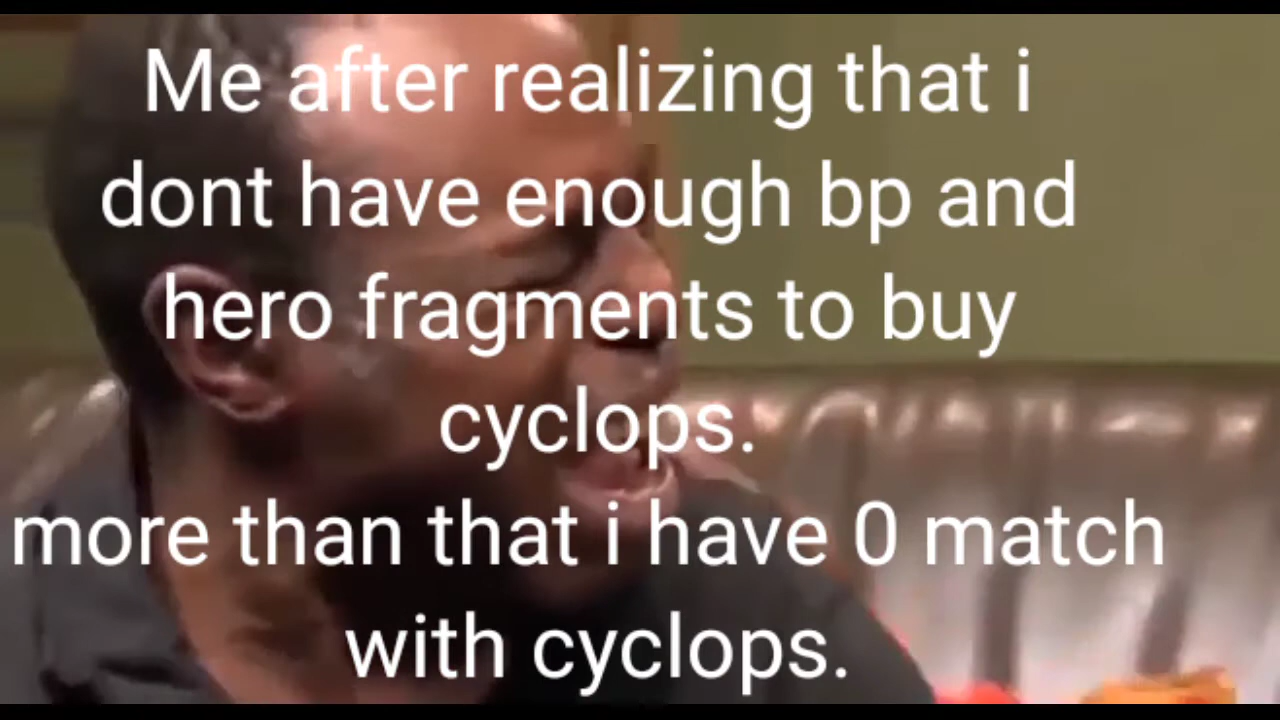 Me after realizing that i
dont have enough bp and
hero fragments to buy
cyclops.
more than that i have 0 match
with cyclops.